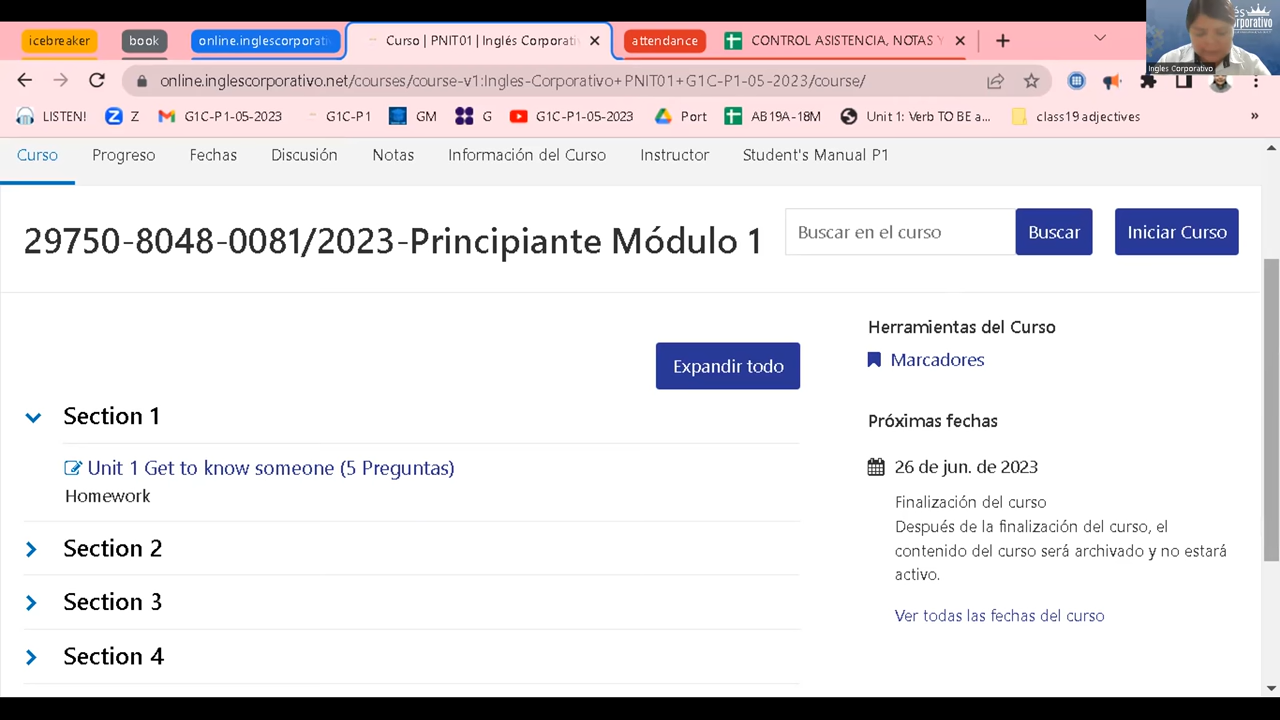 icebreaker
book
online.inglescorporati
Curso | PNIT01 | Inglés Corporati
attendance
CONTROL ASISTENCIA, NOTAS Y
Inglés Corporativo
online.inglescorporativo.net/courses/course-v1:Ingles-Corporativo+PNIT01+G1C-P1-05-2023/course/
LISTEN!
Z
G1C-P1-05-2023
G1C-P1
GM
G
G1C-P1-05-2023
Port
AB19A-18M
Unit 1: Verb TO BE a...
class19 adjectives
»
Curso
Progreso
Fechas
Discusión
Notas
Información del Curso
Instructor
Student's Manual P1
29750-8048-0081/2023-Principiante Módulo 1
Buscar en el curso
Buscar
Iniciar Curso
Expandir todo
Section 1
Unit 1 Get to know someone (5 Preguntas)
Homework
Section 2
Section 3
Section 4
Herramientas del Curso
Marcadores
Próximas fechas
26 de jun. de 2023
Finalización del curso
Después de la finalización del curso, el
contenido del curso será archivado y no estará
activo.
Ver todas las fechas del curso